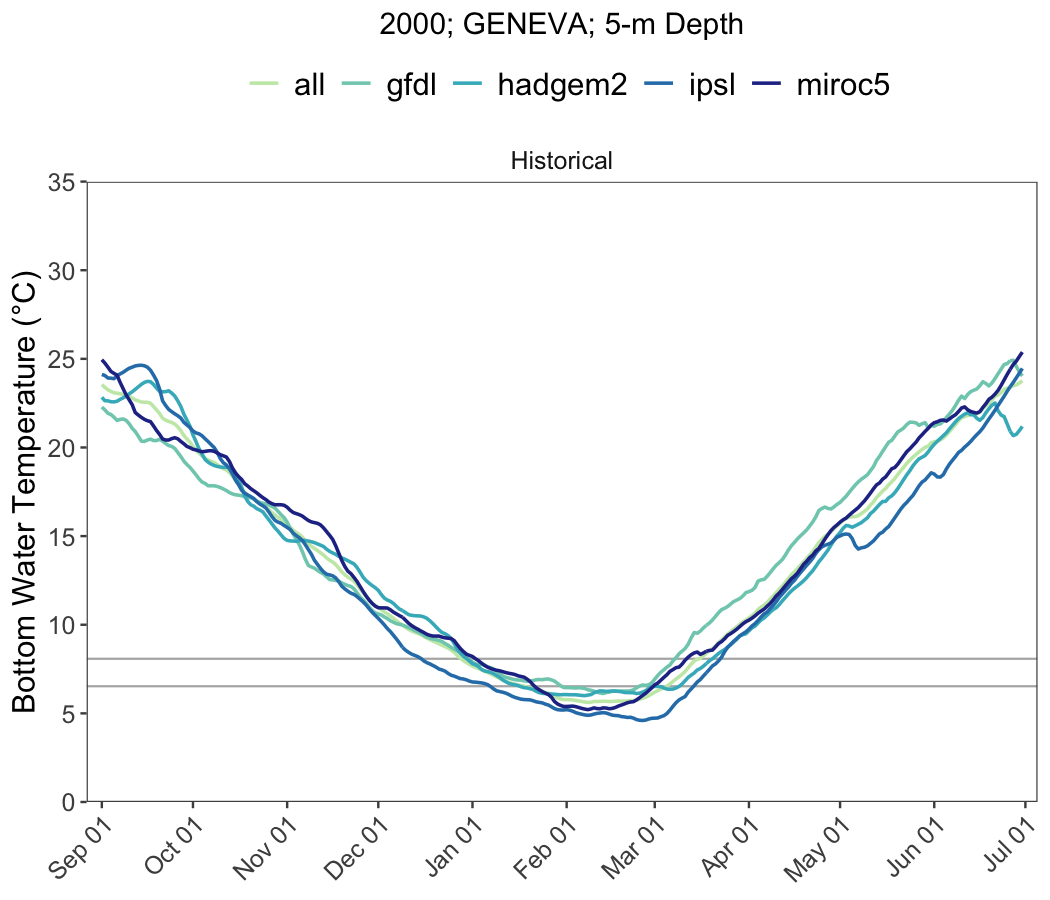 2000; GENEVA; 5-m Depth
all gfdl hadgem2 ipsl miroc5
Historical
Bottom Water Temperature (°C)
35
30
25
20
15
10
5
0
Sep 01 Oct 01 Nov 01 Dec 01 Jan 01 Feb 01 Mar 01 Apr 01 May 01 Jun 01 Jul 01